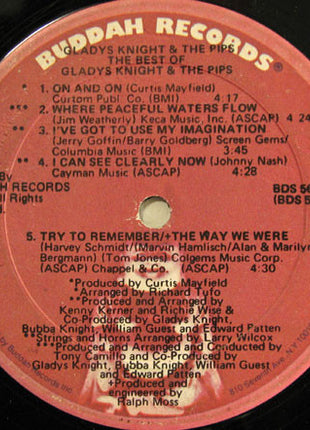 BUDDAH RECORDS®
GLADYS KNIGHT & THE PIPS
THE BEST OF
GLADYS KNIGHT & THE PIPS
* 1. ON AND ON (Curtis Mayfield)
Curtom Publ. Co. (BMI) 4:17
** 2. WHERE PEACEFUL WATERS FLOW
(Jim Weatherly) Keca Music, Inc. (ASCAP) 4:24
*** 3. I'VE GOT TO USE MY IMAGINATION
(Jerry Goffin/Barry Goldberg) Screen Gems/
Columbia Music (BMI) 3:45
** 4. I CAN SEE CLEARLY NOW (Johnny Nash)
Cayman Music (ASCAP) 4:28
By
H RECORDS
Rights
BDS 56
(BDS 5
5. TRY TO REMEMBER/+THE WAY WE WERE
(Harvey Schmidt/(Marvin Hamlisch/Alan & Marilyn
Bergmann) (Tom Jones) Colgems Music Corp.
(ASCAP) Chappel & Co. (ASCAP) 4:30
*Produced by Curtis Mayfield
*Arranged by Richard Tufo
**Produced and Arranged by
Kenny Kerner and Richie Wise &
Co-Produced by Gladys Knight,
Bubba Knight, William Guest and Edward Patten
*Strings and Horns Arranged by Larry Wilcox
***Produced and Arranged and Conducted by
Tony Camillo and Co-Produced by
Gladys Knight, Bubba Knight, William Guest
and Edward Patten
+Produced and
engineered by
Ralph Moss
by Buddah Records Inc.
810 Seventh Ave. N.Y.